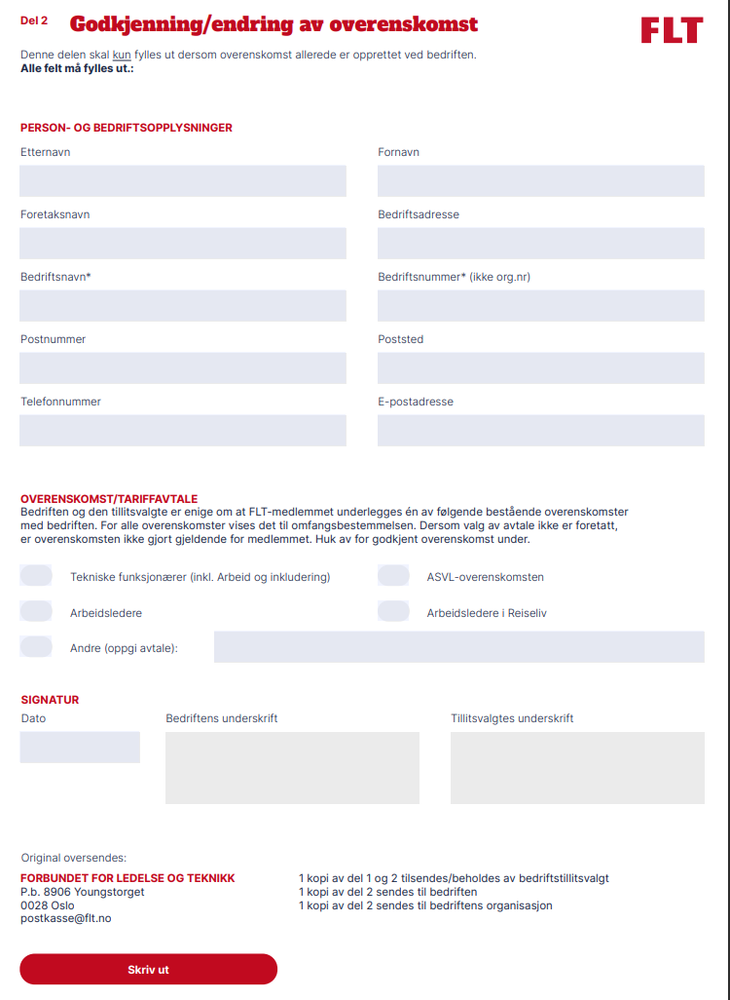 Del 2 Godkjenning/endring av overenskomst
FLT
Denne delen skal kun fylles ut dersom overenskomst allerede er opprettet ved bedriften.
Alle felt må fylles ut.:
PERSON- OG BEDRIFTSOPPLYSNINGER
Etternavn
Fornavn
Foretaksnavn
Bedriftsadresse
Bedriftsnavn*
Bedriftsnummer* (ikke org.nr)
Postnummer
Poststed
Telefonnummer
E-postadresse
OVERENSKOMST/TARIFFAVTALE
Bedriften og den tillitsvalgte er enige om at FLT-medlemmet underlegges én av følgende bestående overenskomster
med bedriften. For alle overenskomster vises det til omfangsbestemmelsen. Dersom valg av avtale ikke er foretatt,
er overenskomsten ikke gjort gjeldende for medlemmet. Huk av for godkjent overenskomst under.
Tekniske funksjonærer (inkl. Arbeid og inkludering)
ASVL-overenskomsten
Arbeidsledere
Arbeidsledere i Reiseliv
Andre (oppgi avtale):
SIGNATUR
Dato
Bedriftens underskrift
Tillitsvalgtes underskrift
Original oversendes:
FORBUNDET FOR LEDELSE OG TEKNIKK
P.b. 8906 Youngstorget
0028 Oslo
postkasse@flt.no
1 kopi av del 1 og 2 tilsendes/beholdes av bedriftstillitsvalgt
1 kopi av del 2 sendes til bedriften
1 kopi av del 2 sendes til bedriftens organisasjon
Skriv ut